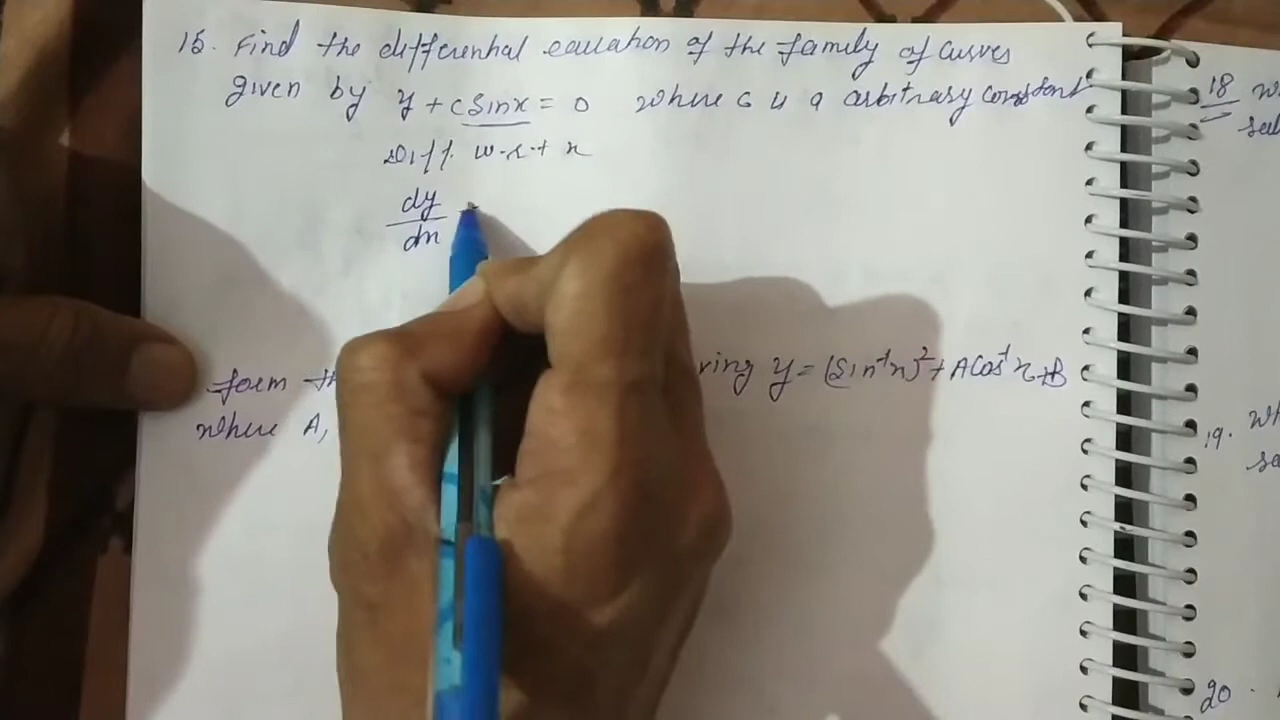 15. Find the differential equation of the family of curves
given by y + c sinx = 0 where c is a arbitrary constant
Diff. w.r.t x
dy
dx
form
ring y = (Sin⁻¹x)² + A Cos⁻¹x + B
where A,
18
19.
20.